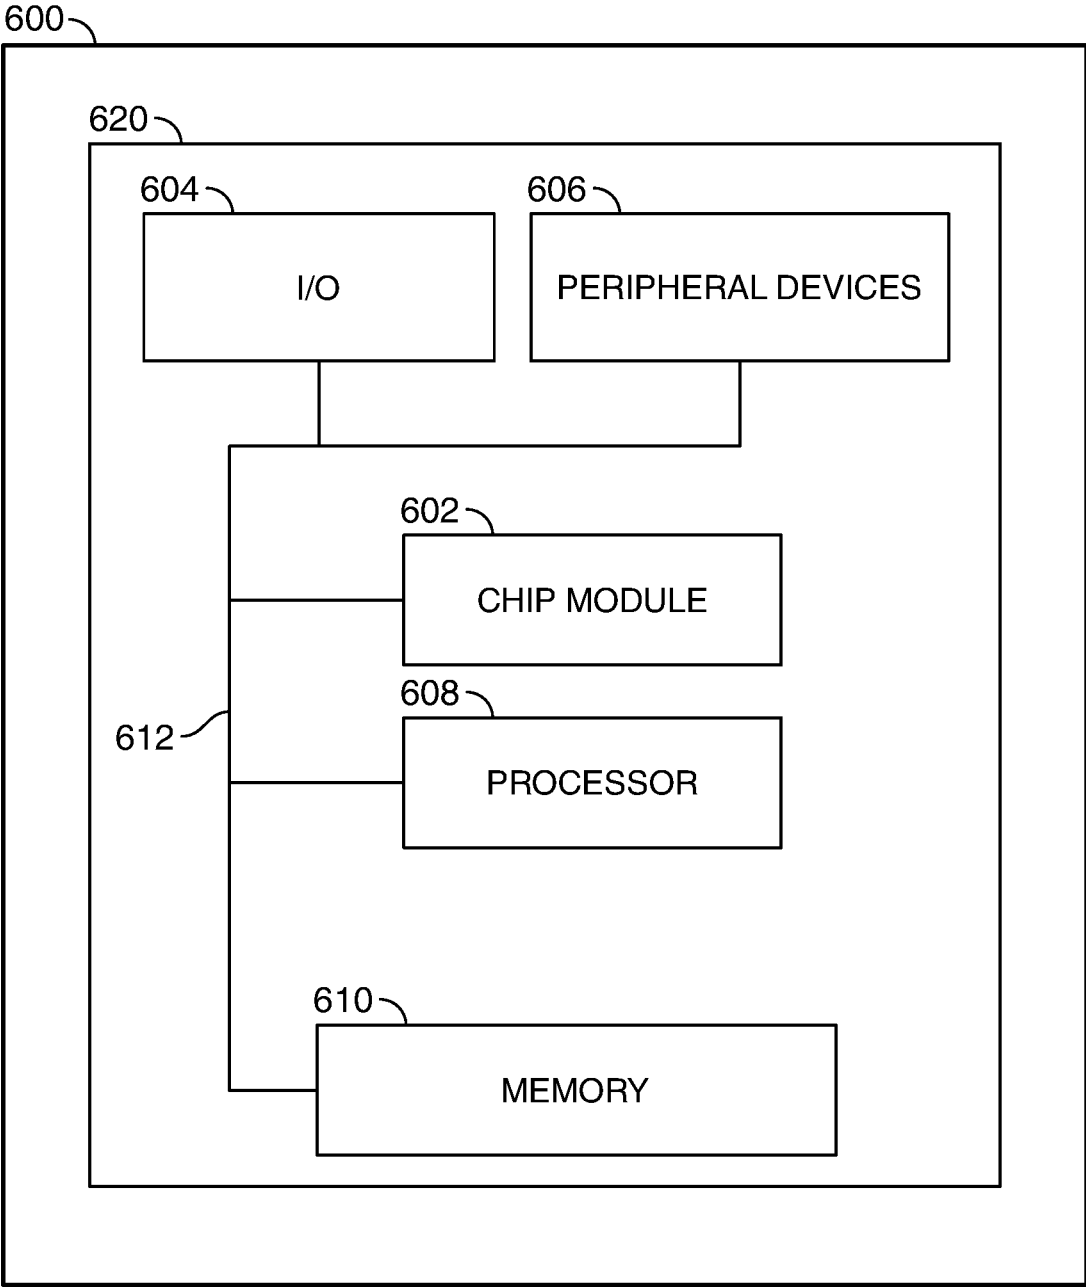 600
620
604
606
I/O
PERIPHERAL DEVICES
602
CHIP MODULE
608
612
PROCESSOR
610
MEMORY